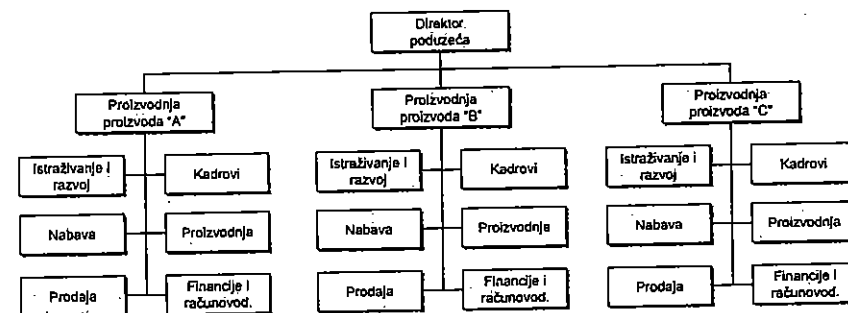 Direktor
poduzeća
Proizvodnja
proizvoda "A"
Proizvodnja
proizvoda "B"
Proizvodnja
proizvoda "C"
Istraživanje i
razvoj
Kadrovi
Istraživanje i
razvoj
Kadrovi
Istraživanje i
razvoj
Kadrovi
Nabava
Proizvodnja
Nabava
Proizvodnja
Nabava
Proizvodnja
Prodaja
Financije i
računovod.
Prodaja
Financije i
računovod.
Prodaja
Financije i
računovod.